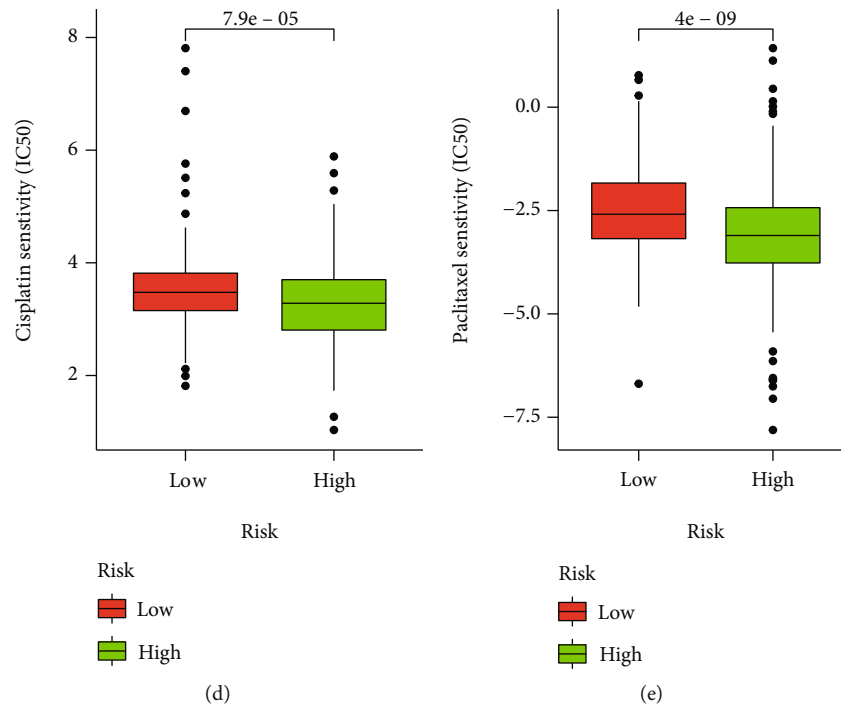 7.9e – 05
8
6
4
2
Cisplatin senstivity (IC50)
Low
High
Risk
Risk
Low
High
(d)
4e – 09
0.0
−2.5
−5.0
−7.5
Paclitaxel senstivity (IC50)
Low
High
Risk
Risk
Low
High
(e)